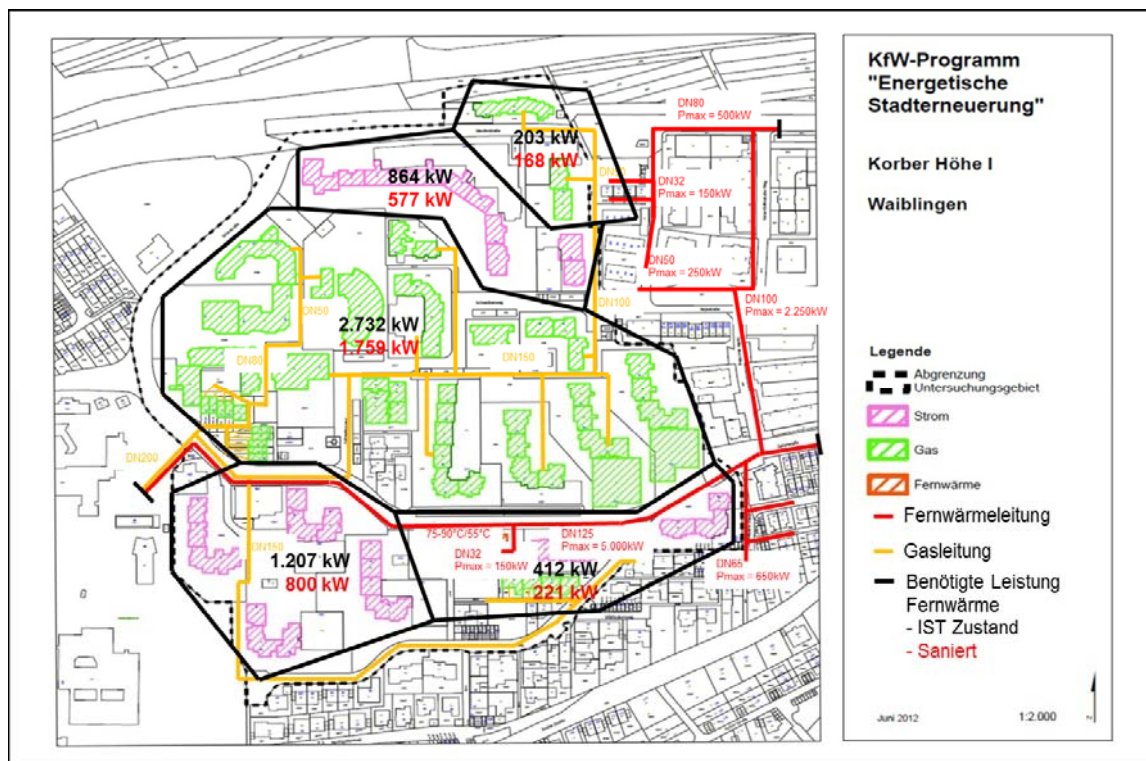 KfW-Programm
"Energetische
Stadterneuerung"
Korber Höhe I
Waiblingen
Legende
Abgrenzung
Untersuchungsgebiet
Strom
Gas
Fernwärme
Fernwärmeleitung
Gasleitung
Benötigte Leistung
Fernwärme
- IST Zustand
- Saniert
Juni 2012
1:2.000
DN80
Pmax = 500kW
203 kW
168 kW
864 kW
577 kW
DN32
Pmax = 150kW
DN50
Pmax = 250kW
DN100
Pmax = 2.250kW
DN100
DN50
2.732 kW
1.759 kW
DN150
DN80
DN200
75-90°C/55°C
DN125
Pmax = 5.000kW
DN32
Pmax = 150kW
DN150
1.207 kW
800 kW
412 kW
221 kW
DN65
Pmax = 650kW